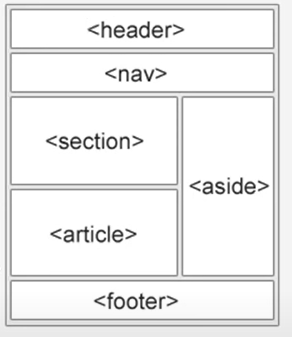 <header>
<nav>
<section>
<aside>
<article>
<footer>